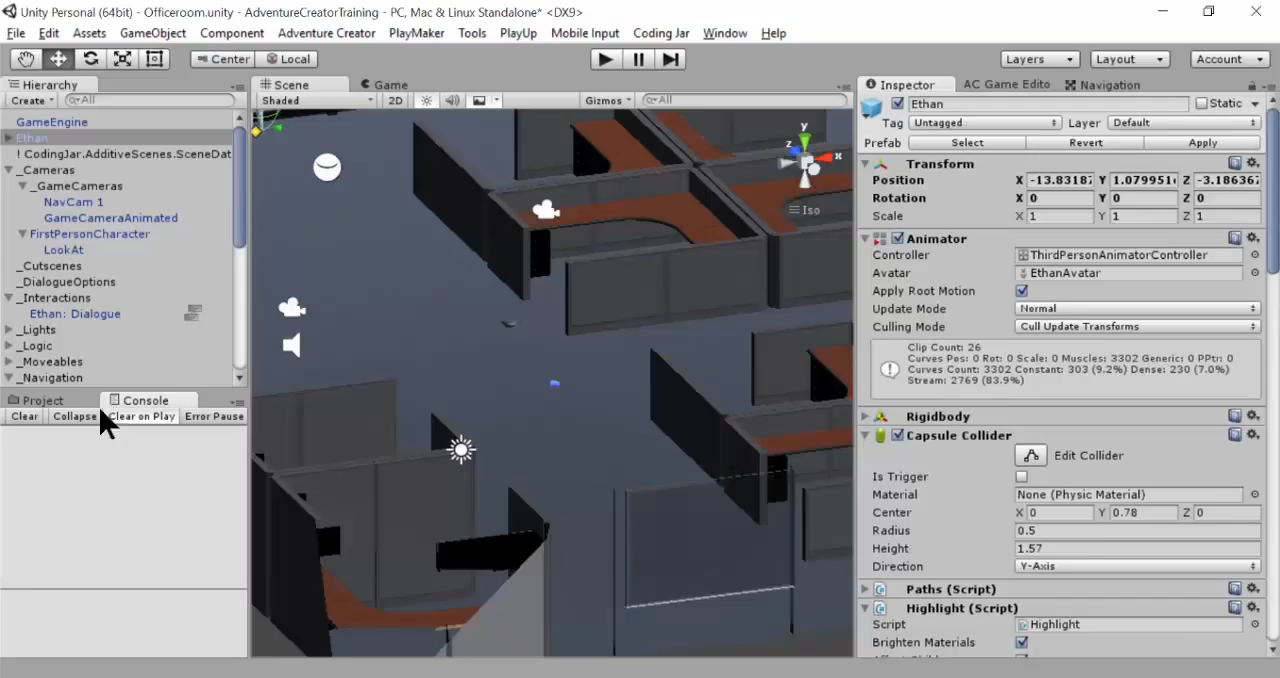 Unity Personal (64bit) - Officeroom.unity - AdventureCreatorTraining - PC, Mac & Linux Standalone* <DX9>
File Edit Assets GameObject Component Adventure Creator PlayMaker Tools PlayUp Mobile Input Coding Jar Window Help
Center Local Layers Layout Account
Hierarchy
Create All
GameEngine
Ethan
! CodingJar.AdditiveScenes.SceneDat
_Cameras
_GameCameras
NavCam 1
GameCameraAnimated
FirstPersonCharacter
LookAt
_Cutscenes
_DialogueOptions
_Interactions
Ethan: Dialogue
_Lights
_Logic
_Moveables
_Navigation
Project Console
Clear Collapse Clear on Play Error Pause
Scene Game
Shaded 2D Gizmos All
y
z
x
Iso
Inspector AC Game Edito Navigation
Ethan Static
Tag Untagged Layer Default
Prefab Select Revert Apply
Transform
Position X -13.83187 Y 1.079951 Z -3.186367
Rotation X 0 Y 0 Z 0
Scale X 1 Y 1 Z 1
Animator
Controller ThirdPersonAnimatorController
Avatar EthanAvatar
Apply Root Motion
Update Mode Normal
Culling Mode Cull Update Transforms
Clip Count: 26
Curves Pos: 0 Rot: 0 Scale: 0 Muscles: 3302 Generic: 0 PPtr: 0
Curves Count: 3302 Constant: 303 (9.2%) Dense: 230 (7.0%)
Stream: 2769 (83.9%)
Rigidbody
Capsule Collider
Edit Collider
Is Trigger
Material None (Physic Material)
Center X 0 Y 0.78 Z 0
Radius 0.5
Height 1.57
Direction Y-Axis
Paths (Script)
Highlight (Script)
Script Highlight
Brighten Materials